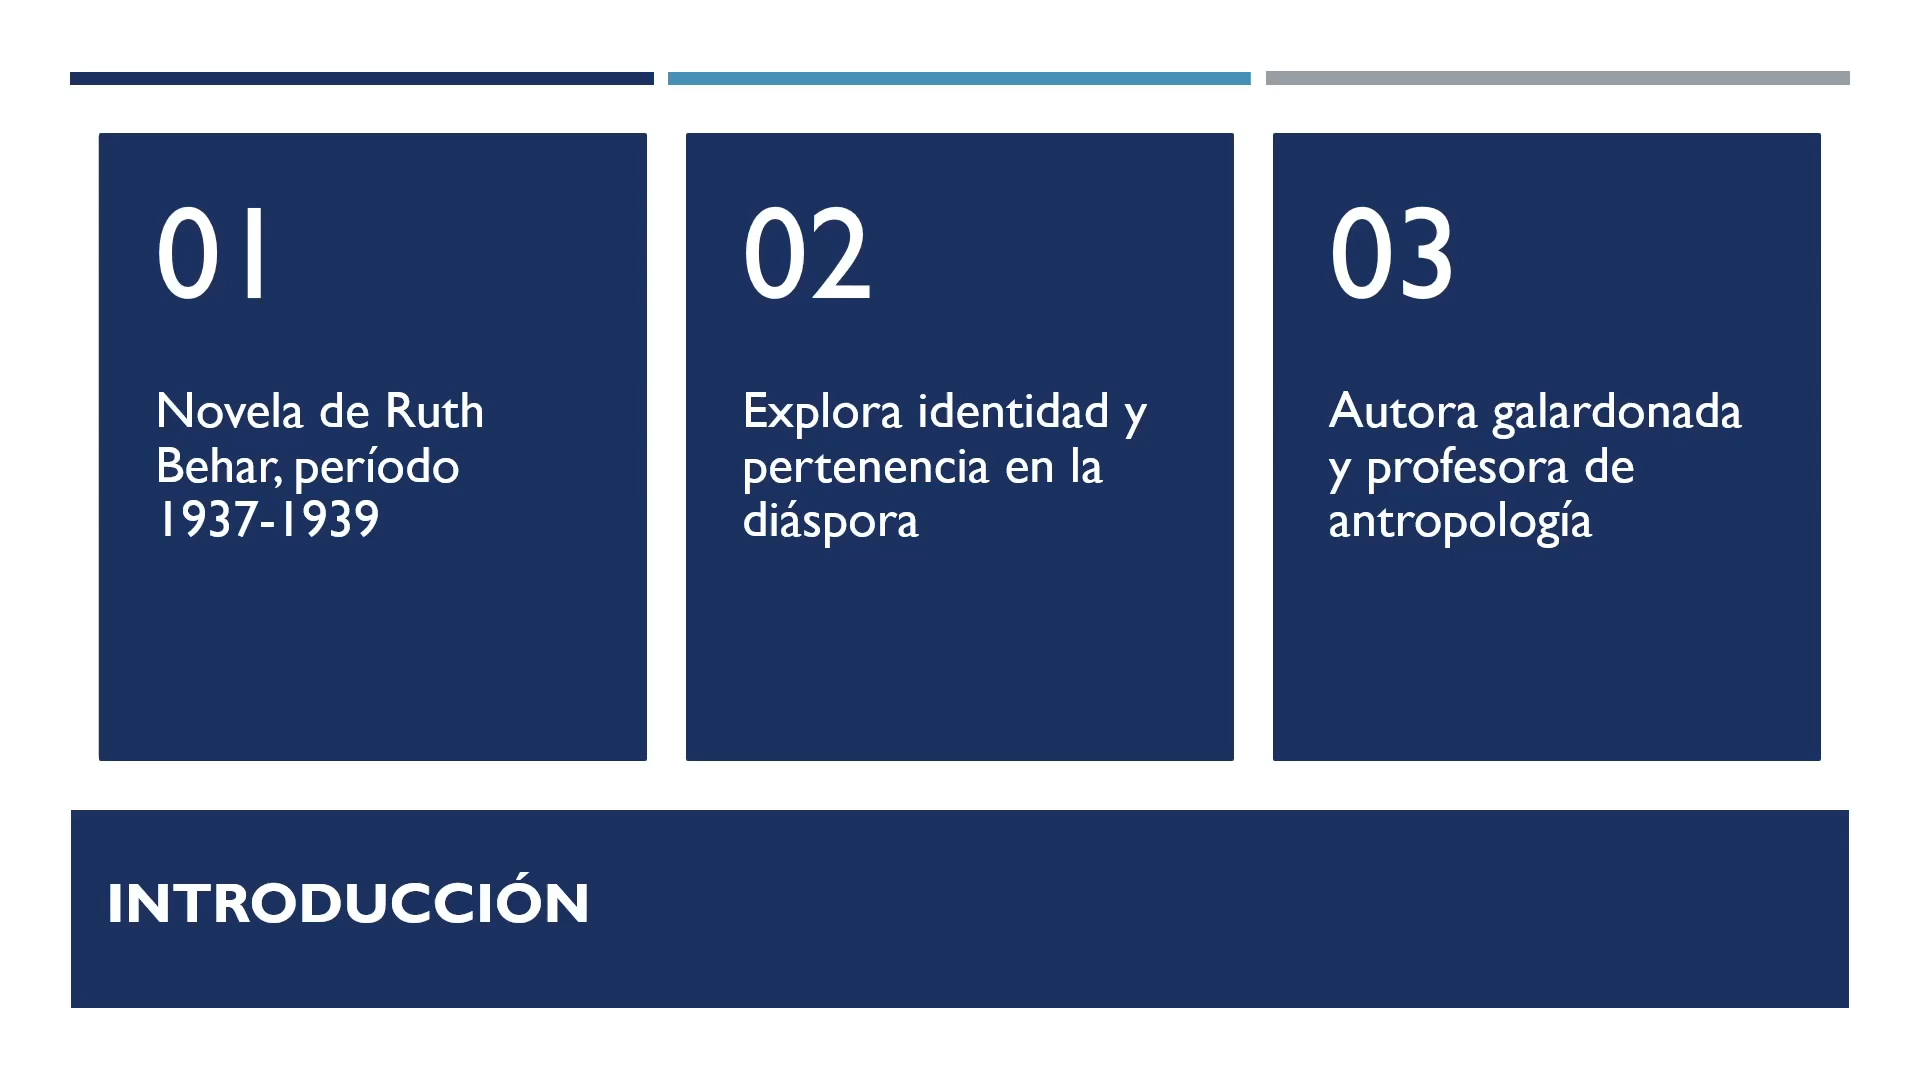 01
Novela de Ruth
Behar, período
1937-1939
02
Explora identidad y
pertenencia en la
diáspora
03
Autora galardonada
y profesora de
antropología
INTRODUCCIÓN